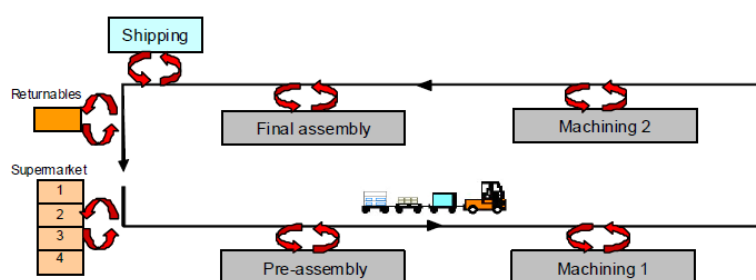 Shipping
Returnables
Final assembly
Machining 2
Supermarket
1
2
3
4
Pre-assembly
Machining 1